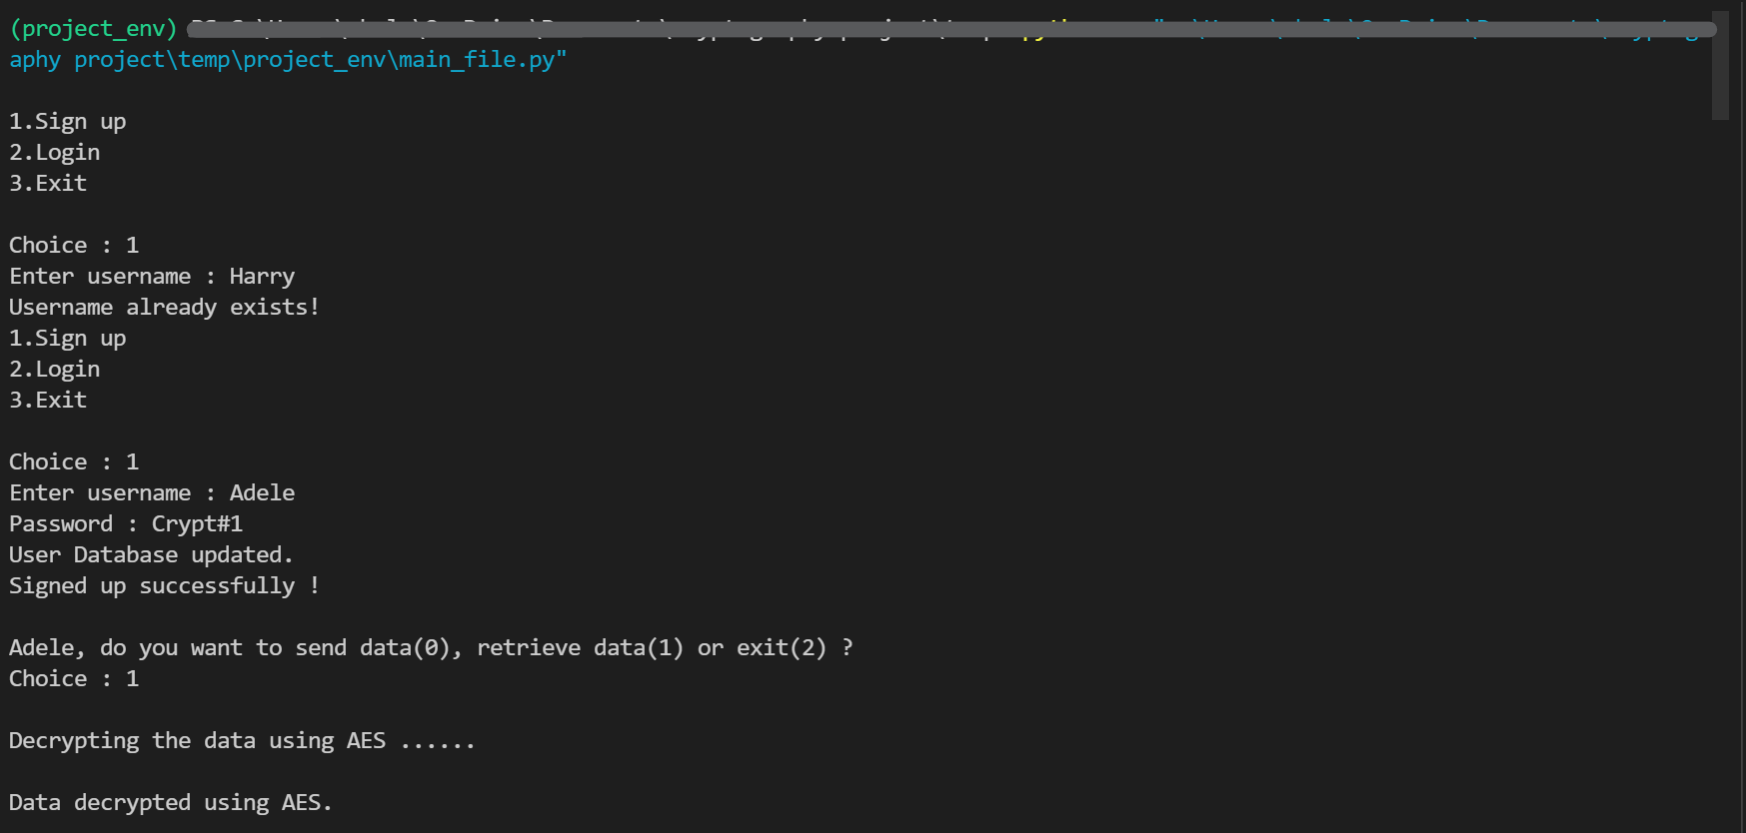 (project_env)
aphy project\temp\project_env\main_file.py"
1.Sign up
2.Login
3.Exit
Choice : 1
Enter username : Harry
Username already exists!
1.Sign up
2.Login
3.Exit
Choice : 1
Enter username : Adele
Password : Crypt#1
User Database updated.
Signed up successfully !
Adele, do you want to send data(0), retrieve data(1) or exit(2) ?
Choice : 1
Decrypting the data using AES ......
Data decrypted using AES.